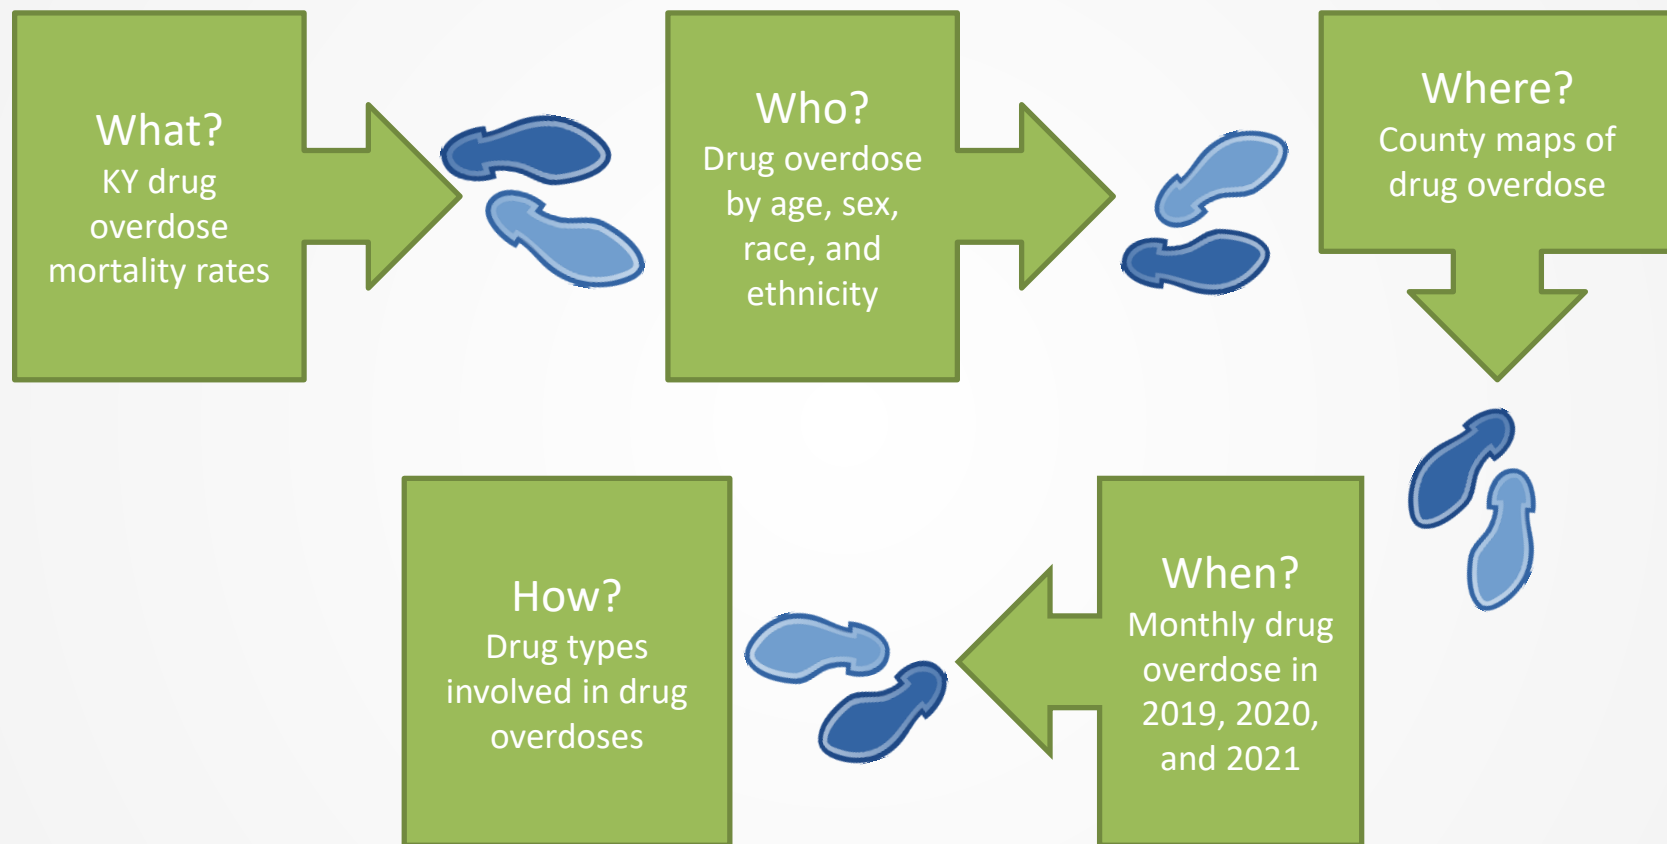 What?
KY drug
overdose
mortality rates
Who?
Drug overdose
by age, sex,
race, and
ethnicity
Where?
County maps of
drug overdose
When?
Monthly drug
overdose in
2019, 2020,
and 2021
How?
Drug types
involved in drug
overdoses